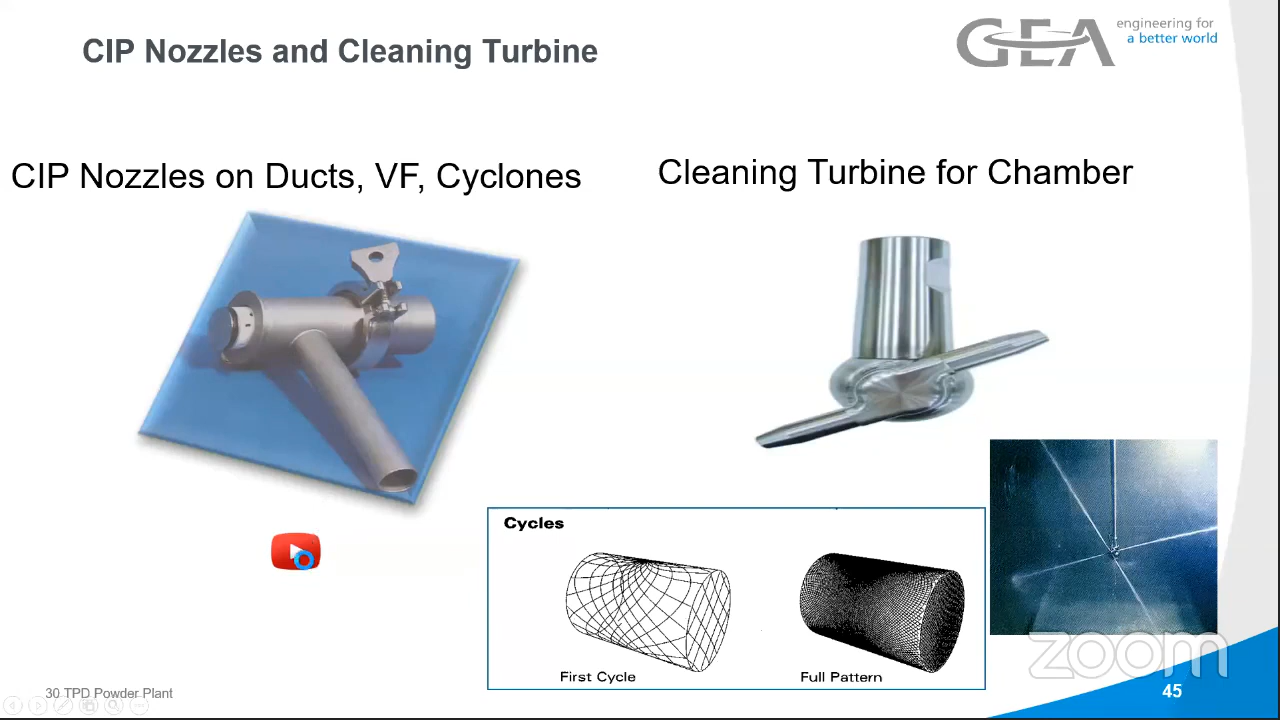 CIP Nozzles and Cleaning Turbine
GEA
engineering for
a better world
CIP Nozzles on Ducts, VF, Cyclones
Cleaning Turbine for Chamber
Cycles
First Cycle
Full Pattern
zoom
30 TPD Powder Plant
45